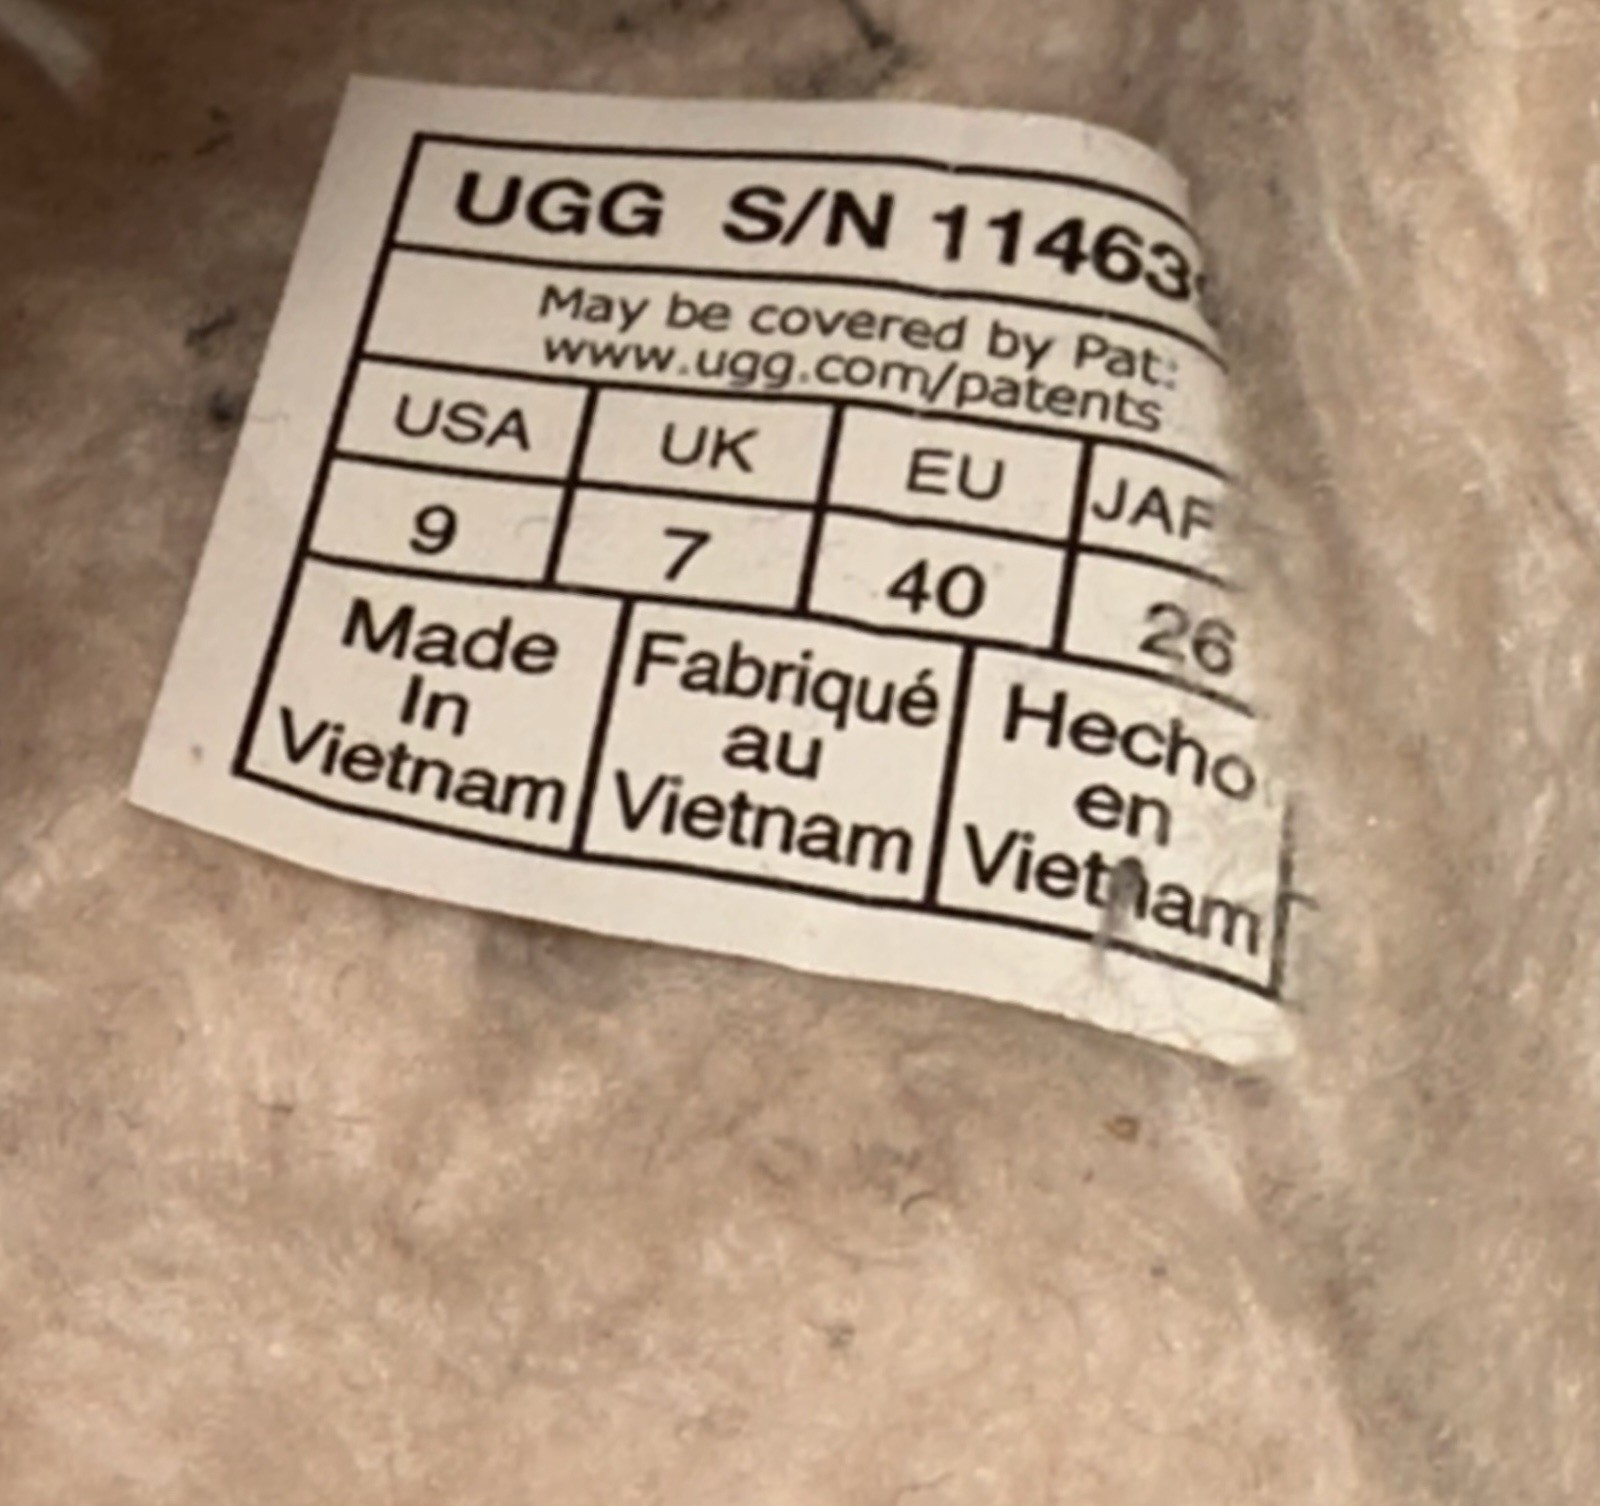 UGG S/N 11463
May be covered by Pat:
www.ugg.com/patents
USA UK EU
9 7 40 26
Made Fabriqué Hecho
In au en
Vietnam Vietnam Vietnam